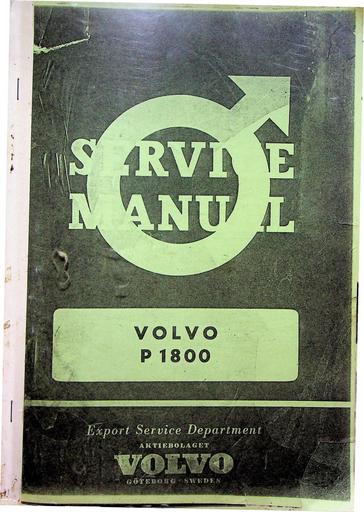 SERVICE
MANUAL
VOLVO
P 1800
Export Service Department
AKTIEBOLAGET
VOLVO
GÖTEBORG · SWEDEN